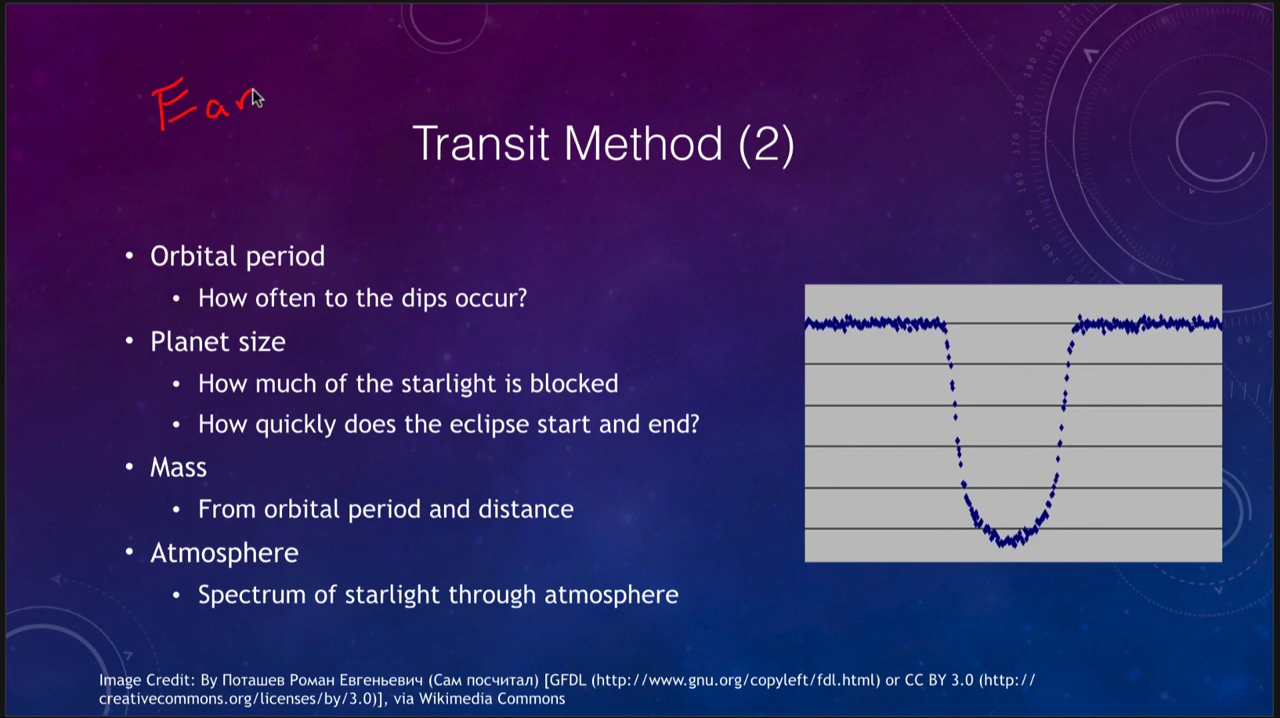 Ear
Transit Method (2)
• Orbital period
• How often to the dips occur?
• Planet size
• How much of the starlight is blocked
• How quickly does the eclipse start and end?
• Mass
• From orbital period and distance
• Atmosphere
• Spectrum of starlight through atmosphere
Image Credit: By Поташев Роман Евгеньевич (Сам посчитал) [GFDL (http://www.gnu.org/copyleft/fdl.html) or CC BY 3.0 (http://
creativecommons.org/licenses/by/3.0)], via Wikimedia Commons